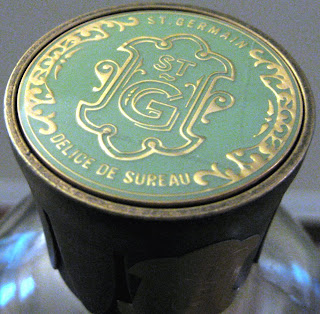 ST. GERMAIN
ST
G
DELICE DE SUREAU